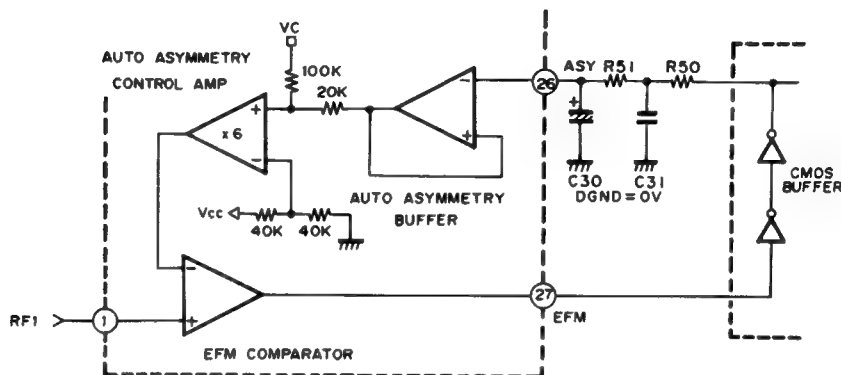 VC
AUTO ASYMMETRY
CONTROL AMP
100K
20K
+
-
x 6
-
+
26
ASY R51
R50
+
C30
C31
DGND = 0V
CMOS
BUFFER
AUTO ASYMMETRY
BUFFER
Vcc
40K
40K
-
+
RF1
1
27
EFM
EFM COMPARATOR